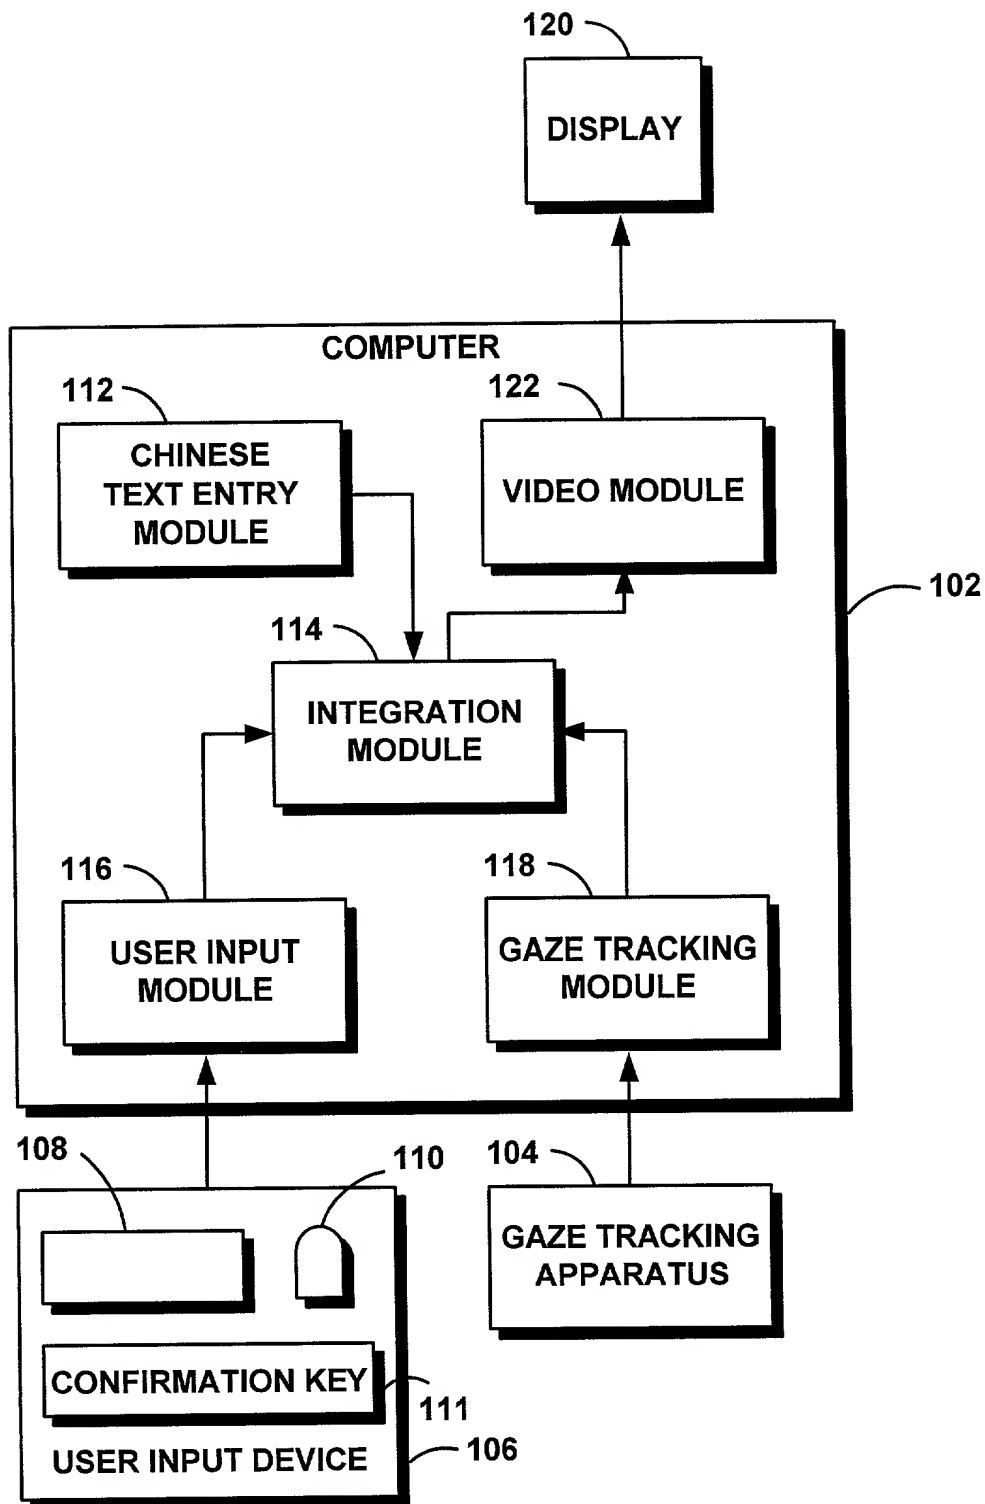 120
DISPLAY
COMPUTER
112
122
CHINESE
TEXT ENTRY
MODULE
VIDEO MODULE
102
114
INTEGRATION
MODULE
116
118
USER INPUT
MODULE
GAZE TRACKING
MODULE
108
110
104
GAZE TRACKING
APPARATUS
CONFIRMATION KEY
111
USER INPUT DEVICE
106